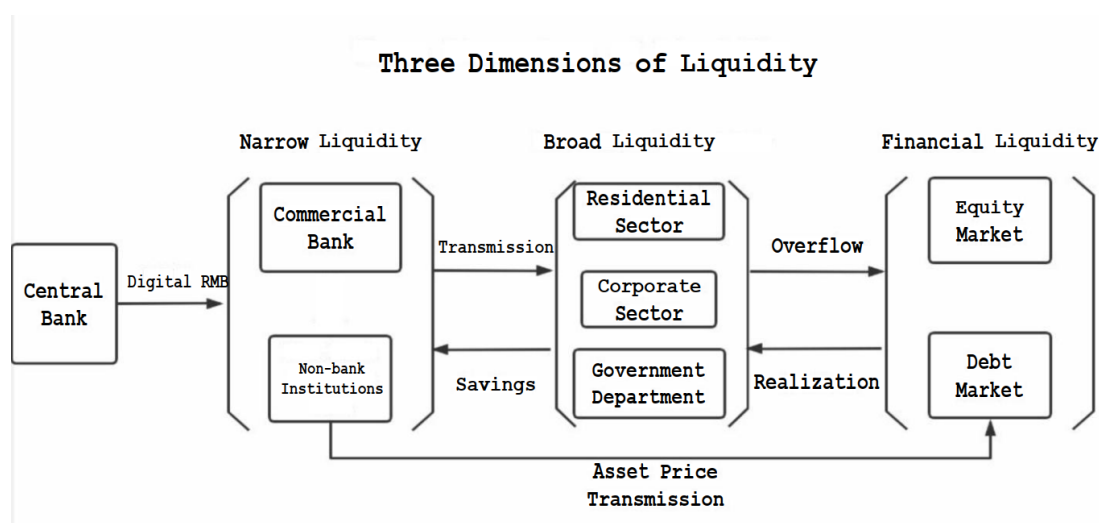 Three Dimensions of Liquidity
Narrow Liquidity
Broad Liquidity
Financial Liquidity
Central
Bank
Digital RMB
Commercial
Bank
Non-bank
Institutions
Transmission
Savings
Residential
Sector
Corporate
Sector
Government
Department
Overflow
Realization
Equity
Market
Debt
Market
Asset Price
Transmission